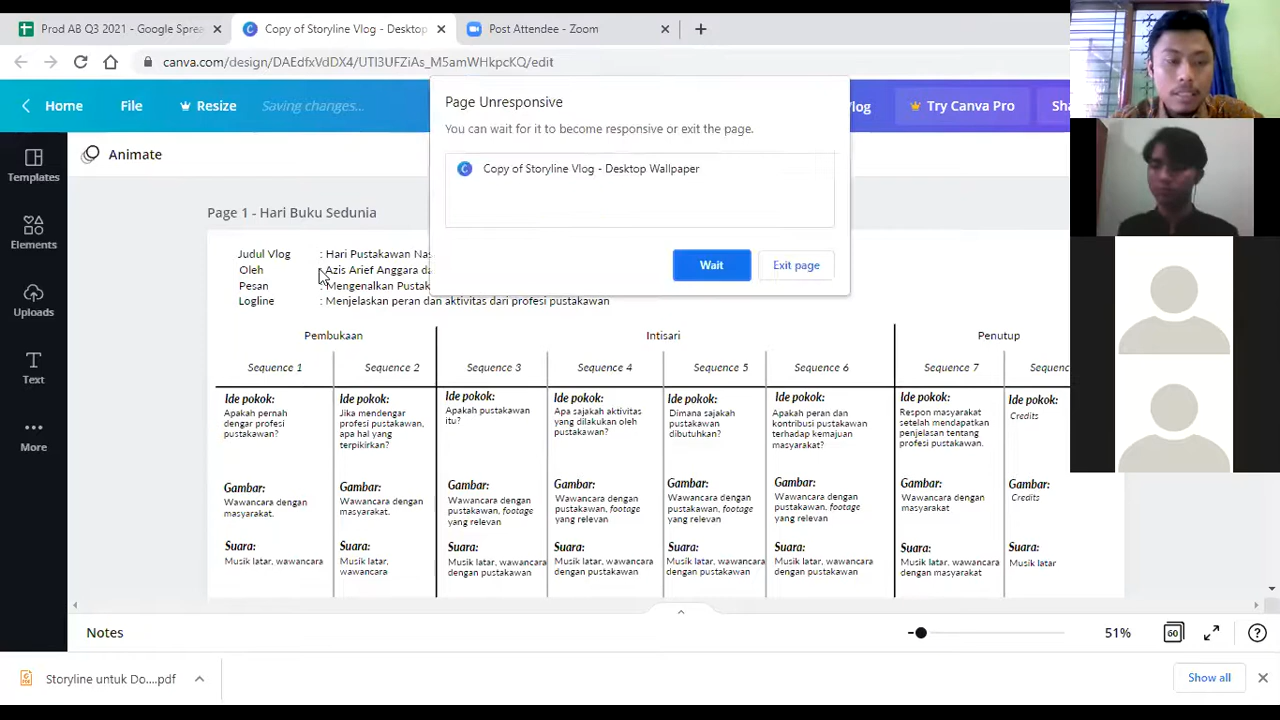 Prod AB Q3 2021 - Google Sprea
Copy of Storyline Vlog - Desktop
Post Attendee - Zoom
Home
File
Resize
Saving changes...
Try Canva Pro
Page Unresponsive
You can wait for it to become responsive or exit the page.
Copy of Storyline Vlog - Desktop Wallpaper
Wait
Exit page
Animate
Templates
Elements
Uploads
Text
More
Page 1 - Hari Buku Sedunia
Judul Vlog : Hari Pustakawan Nas
Oleh : Azis Arief Anggara da
Pesan : Mengenalkan Pustak
Logline : Menjelaskan peran dan aktivitas dari profesi pustakawan
Pembukaan Intisari Penutup
Sequence 1 Sequence 2 Sequence 3 Sequence 4 Sequence 5 Sequence 6 Sequence 7 Sequenc
Ide pokok:
Apakah pernah
dengar profesi
pustakawan?
Ide pokok:
Jika mendengar
profesi pustakawan,
apa hal yang
terpikirkan?
Ide pokok:
Apakah pustakawan
itu?
Ide pokok:
Apa sajakah aktivitas
yang dilakukan oleh
pustakawan?
Ide pokok:
Dimana sajakah
pustakawan
dibutuhkan?
Ide pokok:
Apakah peran dan
kontribusi pustakawan
terhadap kemajuan
masyarakat?
Ide pokok:
Respon masyarakat
setelah mendapatkan
penjelasan tentang
profesi pustakawan.
Ide pokok:
Credits
Gambar:
Wawancara dengan
masyarakat.
Gambar:
Wawancara dengan
masyarakat.
Gambar:
Wawancara dengan
pustakawan, footage
yang relevan
Gambar:
Wawancara dengan
pustakawan, footage
yang relevan
Gambar:
Wawancara dengan
pustakawan, footage
yang relevan
Gambar:
Wawancara dengan
pustakawan, footage
yang relevan
Gambar:
Wawancara dengan
masyarakat
Gambar:
Credits
Suara:
Musik latar, wawancara
Suara:
Musik latar,
wawancara
Suara:
Musik latar, wawancara
dengan pustakawan
Suara:
Musik latar, wawancara
dengan pustakawan
Suara:
Musik latar, wawancara
dengan pustakawan
Suara:
Musik latar, wawancara
dengan pustakawan
Suara:
Musik latar, wawancara
dengan masyarakat
Suara:
Musik latar
Notes
51%
60
Storyline untuk Do....pdf
Show all